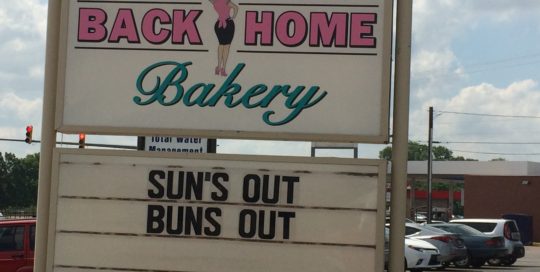 BACK HOME
Bakery
Total Water
Management
SUN'S OUT
BUNS OUT